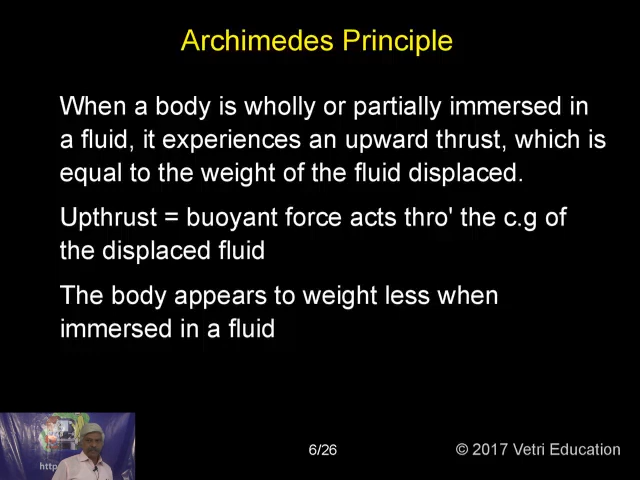 Archimedes Principle
When a body is wholly or partially immersed in
a fluid, it experiences an upward thrust, which is
equal to the weight of the fluid displaced.
Upthrust = buoyant force acts thro' the c.g of
the displaced fluid
The body appears to weight less when
immersed in a fluid
http
6/26
© 2017 Vetri Education